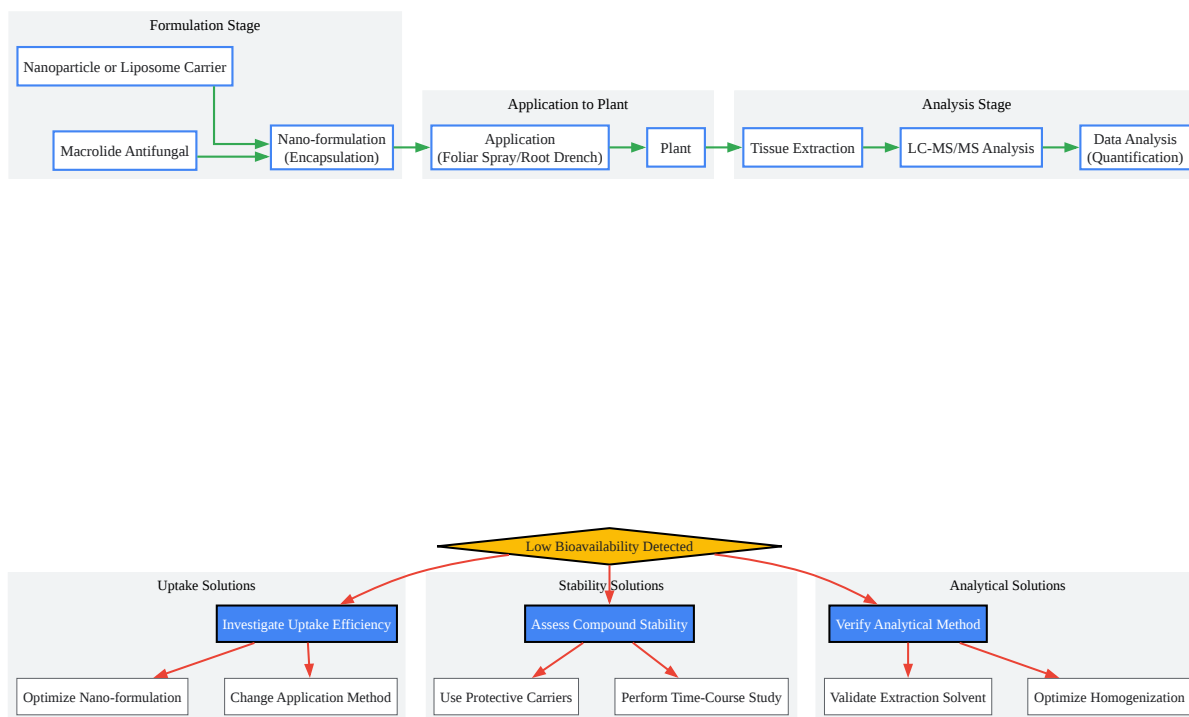 Formulation Stage
Nanoparticle or Liposome Carrier
Macrolide Antifungal
Nano-formulation
(Encapsulation)
Application to Plant
Application
(Foliar Spray/Root Drench)
Plant
Analysis Stage
Tissue Extraction
LC-MS/MS Analysis
Data Analysis
(Quantification)
Low Bioavailability Detected
Uptake Solutions
Investigate Uptake Efficiency
Optimize Nano-formulation
Change Application Method
Stability Solutions
Assess Compound Stability
Use Protective Carriers
Perform Time-Course Study
Analytical Solutions
Verify Analytical Method
Validate Extraction Solvent
Optimize Homogenization